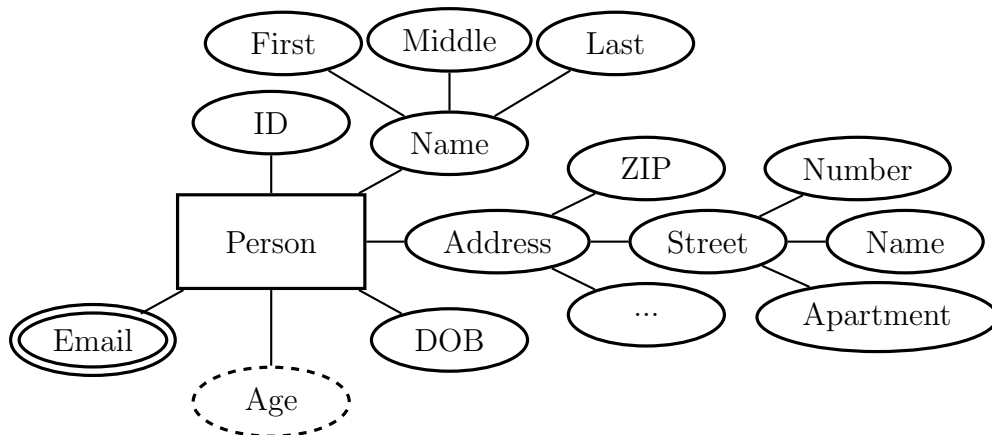 First
Middle
Last
ID
Name
ZIP
Number
Person
Address
Street
Name
Email
DOB
...
Apartment
Age